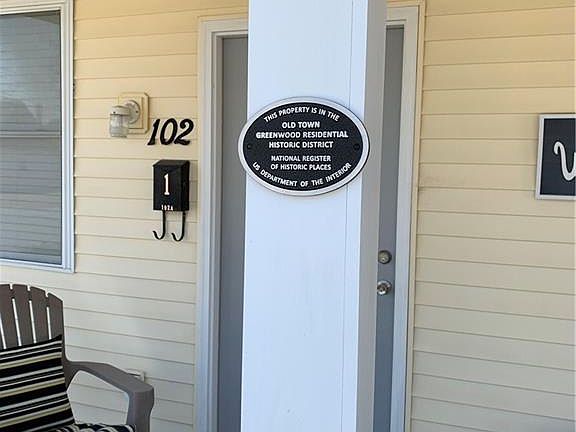 102
1
102A
THIS PROPERTY IS IN THE
OLD TOWN
GREENWOOD RESIDENTIAL
HISTORIC DISTRICT
NATIONAL REGISTER
OF HISTORIC PLACES
US DEPARTMENT OF THE INTERIOR